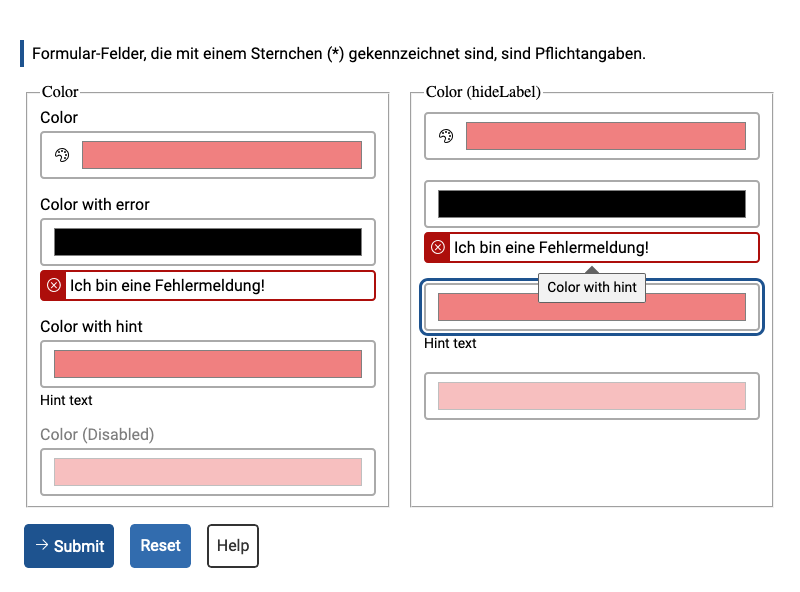 Formular-Felder, die mit einem Sternchen (*) gekennzeichnet sind, sind Pflichtangaben.
Color
Color
Color with error
Ich bin eine Fehlermeldung!
Color with hint
Hint text
Color (Disabled)
Color (hideLabel)
Ich bin eine Fehlermeldung!
Color with hint
Hint text
Submit
Reset
Help